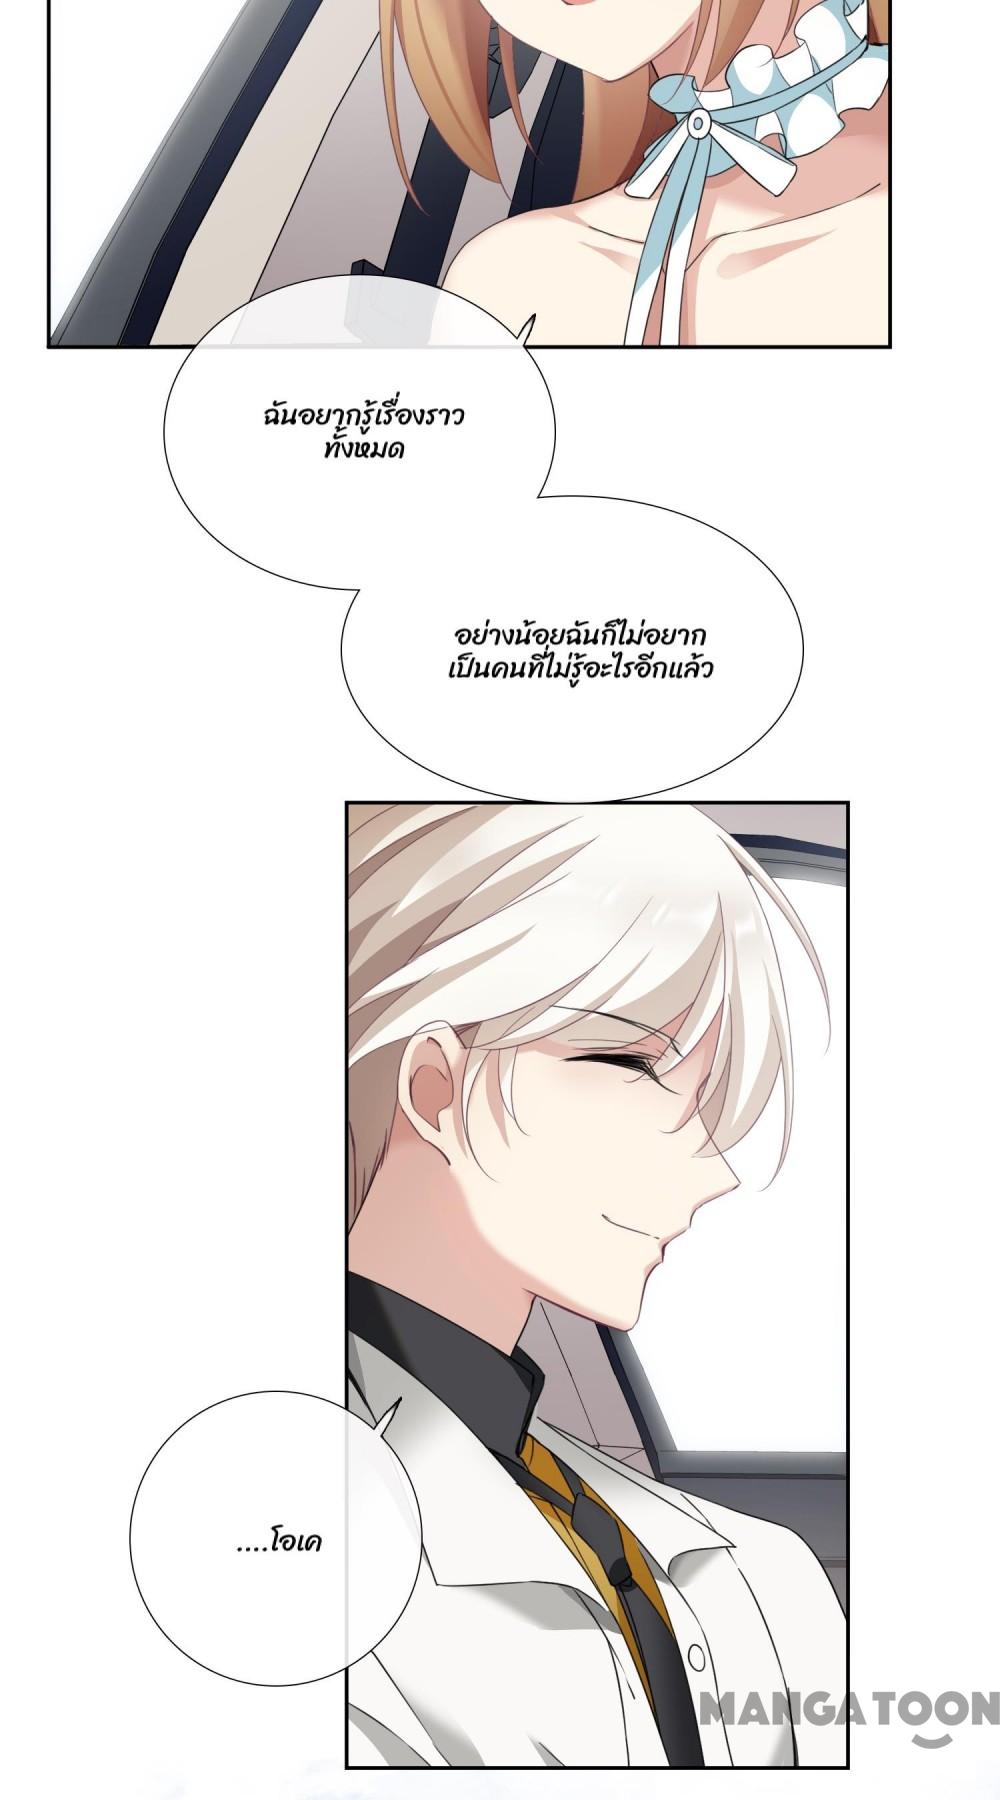 ฉันอยากรู้เรื่องราว
ทั้งหมด
อย่างน้อยฉันก็ไม่อยาก
เป็นคนที่ไม่รู้อะไรอีกแล้ว
....โอเค
MANGATOON